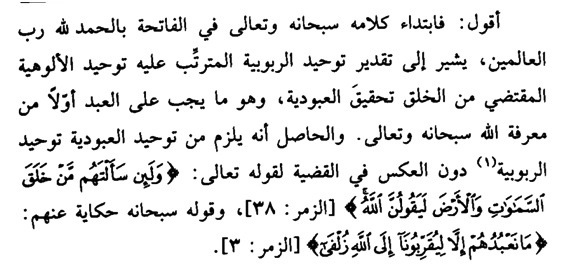 أقول: فابتداء كلامه سبحانه وتعالى في الفاتحة بالحمد لله رب
العالمين، يشير إلى تقدير توحيد الربوبية المترتِّب عليه توحيد الألوهية
المقتضي من الخلق تحقيقَ العبودية، وهو ما يجب على العبد أوّلاً من
معرفة الله سبحانه وتعالى. والحاصل أنه يلزم من توحيد العبودية توحيد
الربوبية(١) دون العكس في القضية لقوله تعالى: ﴿وَلَئِن سَأَلْتَهُم مَّنْ خَلَقَ
السَّمَٰوَٰتِ وَالْأَرْضَ لَيَقُولُنَّ اللَّهُ﴾ [الزمر: ٣٨]، وقوله سبحانه حكاية عنهم:
﴿مَا نَعْبُدُهُمْ إِلَّا لِيُقَرِّبُونَا إِلَى اللَّهِ زُلْفَىٰ﴾ [الزمر: ٣].